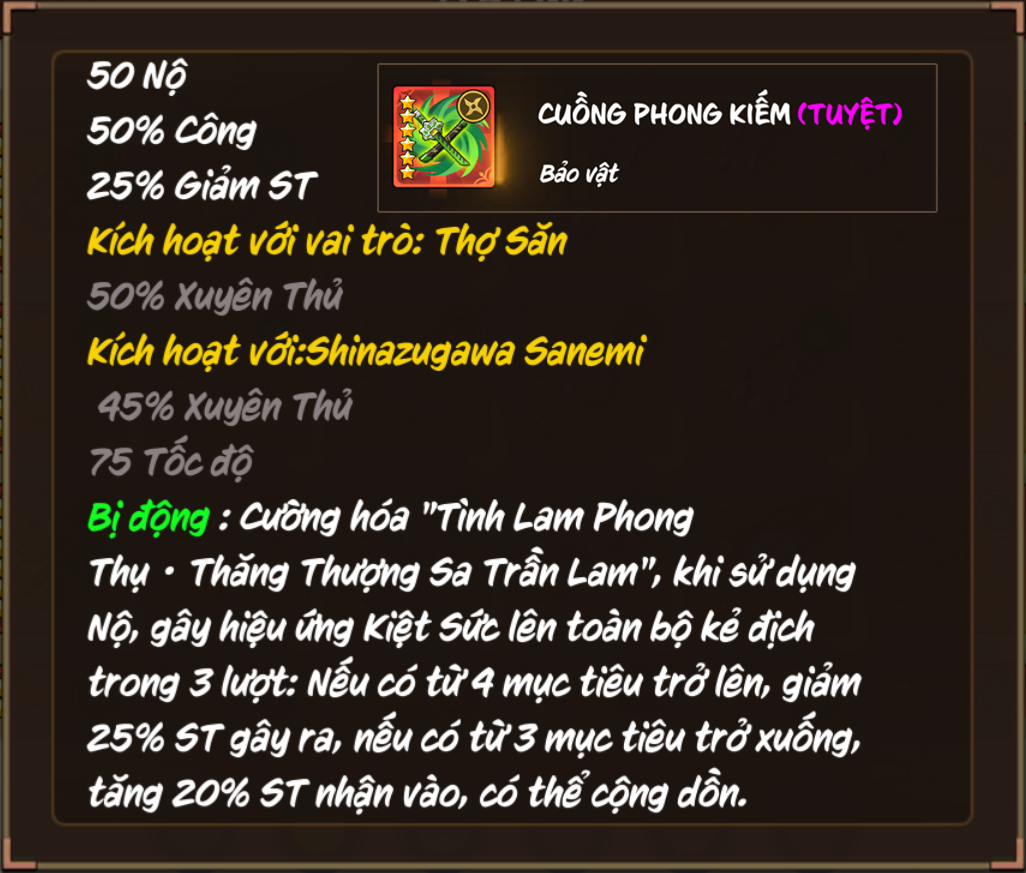 50 Nộ
50% Công
25% Giảm ST
CUỒNG PHONG KIẾM (TUYỆT)
Bảo vật
Kích hoạt với vai trò: Thợ Săn
50% Xuyên Thủ
Kích hoạt với:Shinazugawa Sanemi
45% Xuyên Thủ
75 Tốc độ
Bị động : Cường hóa "Tình Lam Phong
Thụ • Thăng Thượng Sa Trần Lam", khi sử dụng
Nộ, gây hiệu ứng Kiệt Sức lên toàn bộ kẻ địch
trong 3 lượt: Nếu có từ 4 mục tiêu trở lên, giảm
25% ST gây ra, nếu có từ 3 mục tiêu trở xuống,
tăng 20% ST nhận vào, có thể cộng dồn.